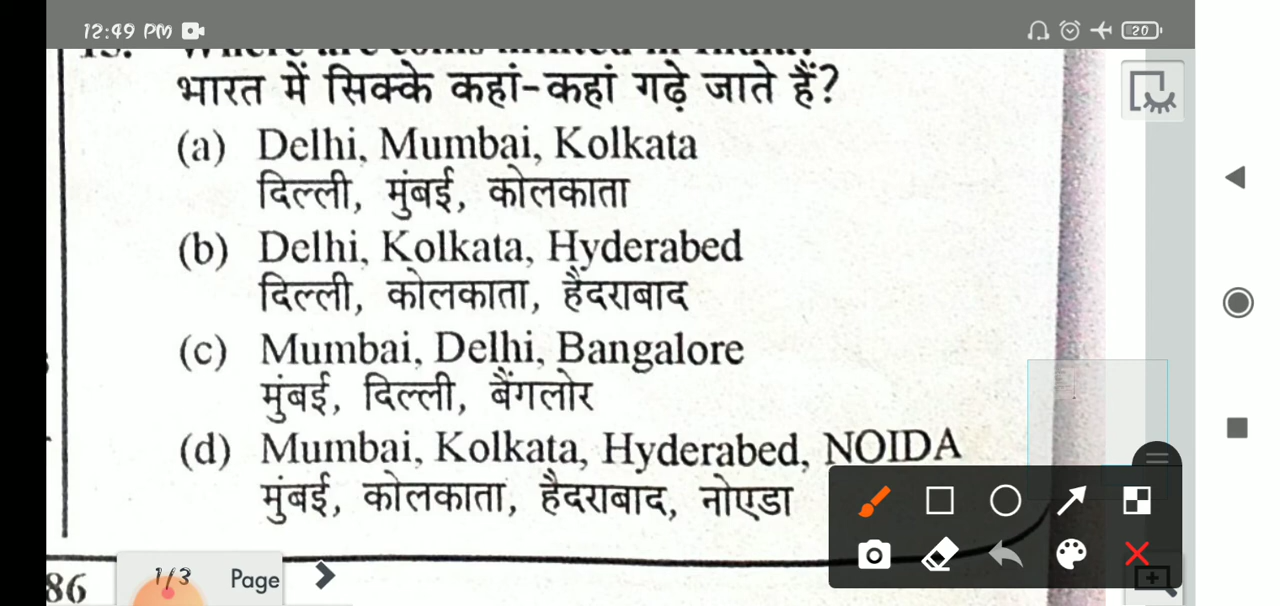 12:49 PM
20
भारत में सिक्के कहां-कहां गढ़े जाते हैं?
(a) Delhi, Mumbai, Kolkata
दिल्ली, मुंबई, कोलकाता
(b) Delhi, Kolkata, Hyderabed
दिल्ली, कोलकाता, हैदराबाद
(c) Mumbai, Delhi, Bangalore
मुंबई, दिल्ली, बैंगलोर
(d) Mumbai, Kolkata, Hyderabed, NOIDA
मुंबई, कोलकाता, हैदराबाद, नोएडा
86
1/3 Page